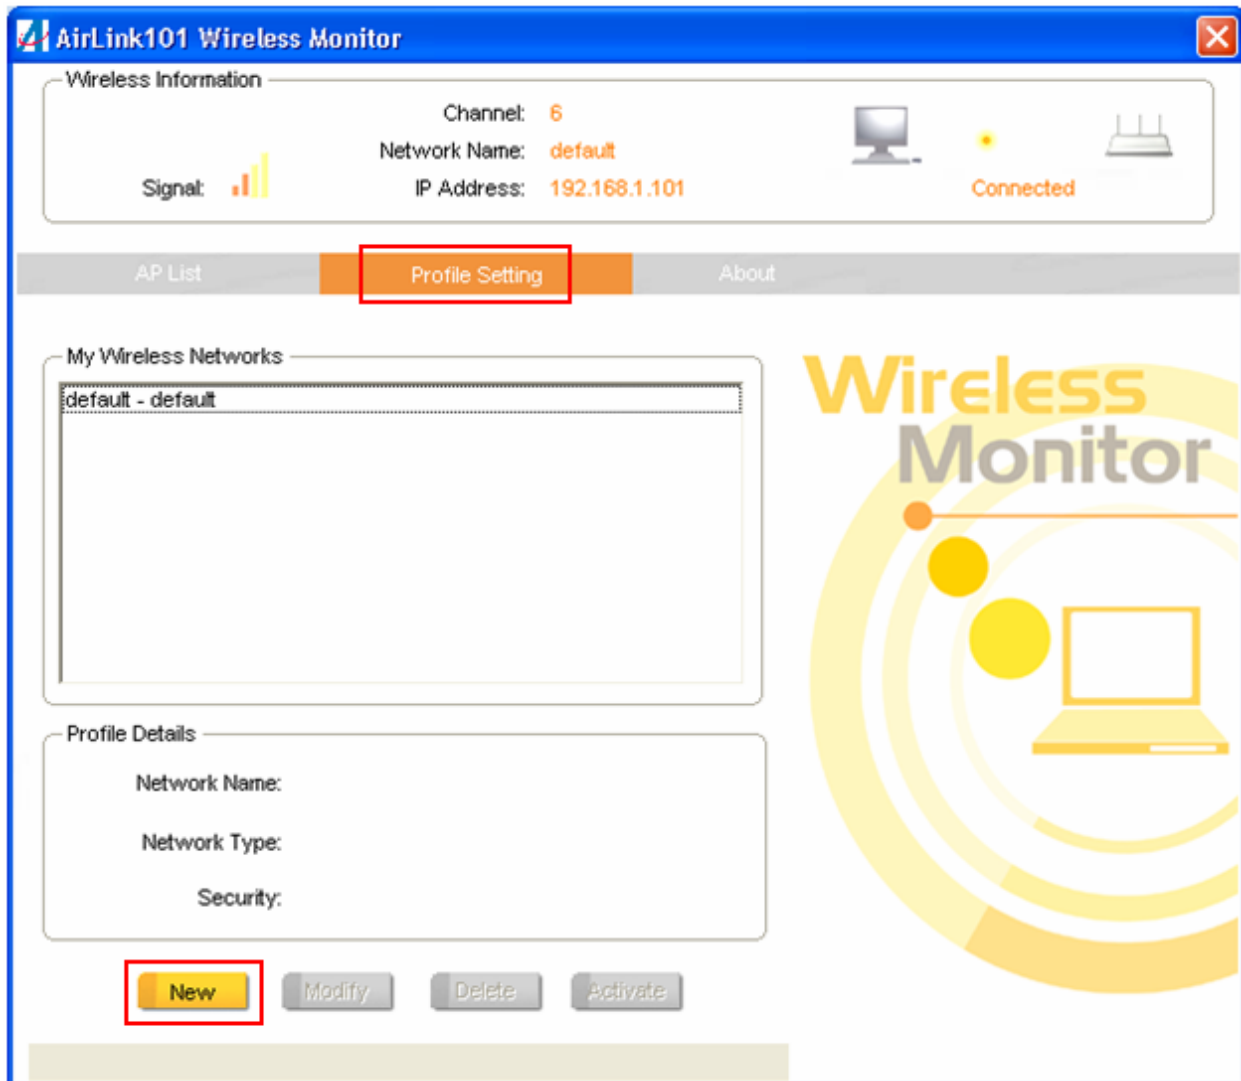 AirLink101 Wireless Monitor
Wireless Information
Channel: 6
Network Name: default
Signal: IP Address: 192.168.1.101 Connected
AP List Profile Setting About
My Wireless Networks
default - default
Wireless
Monitor
Profile Details
Network Name:
Network Type:
Security:
New Modify Delete Activate